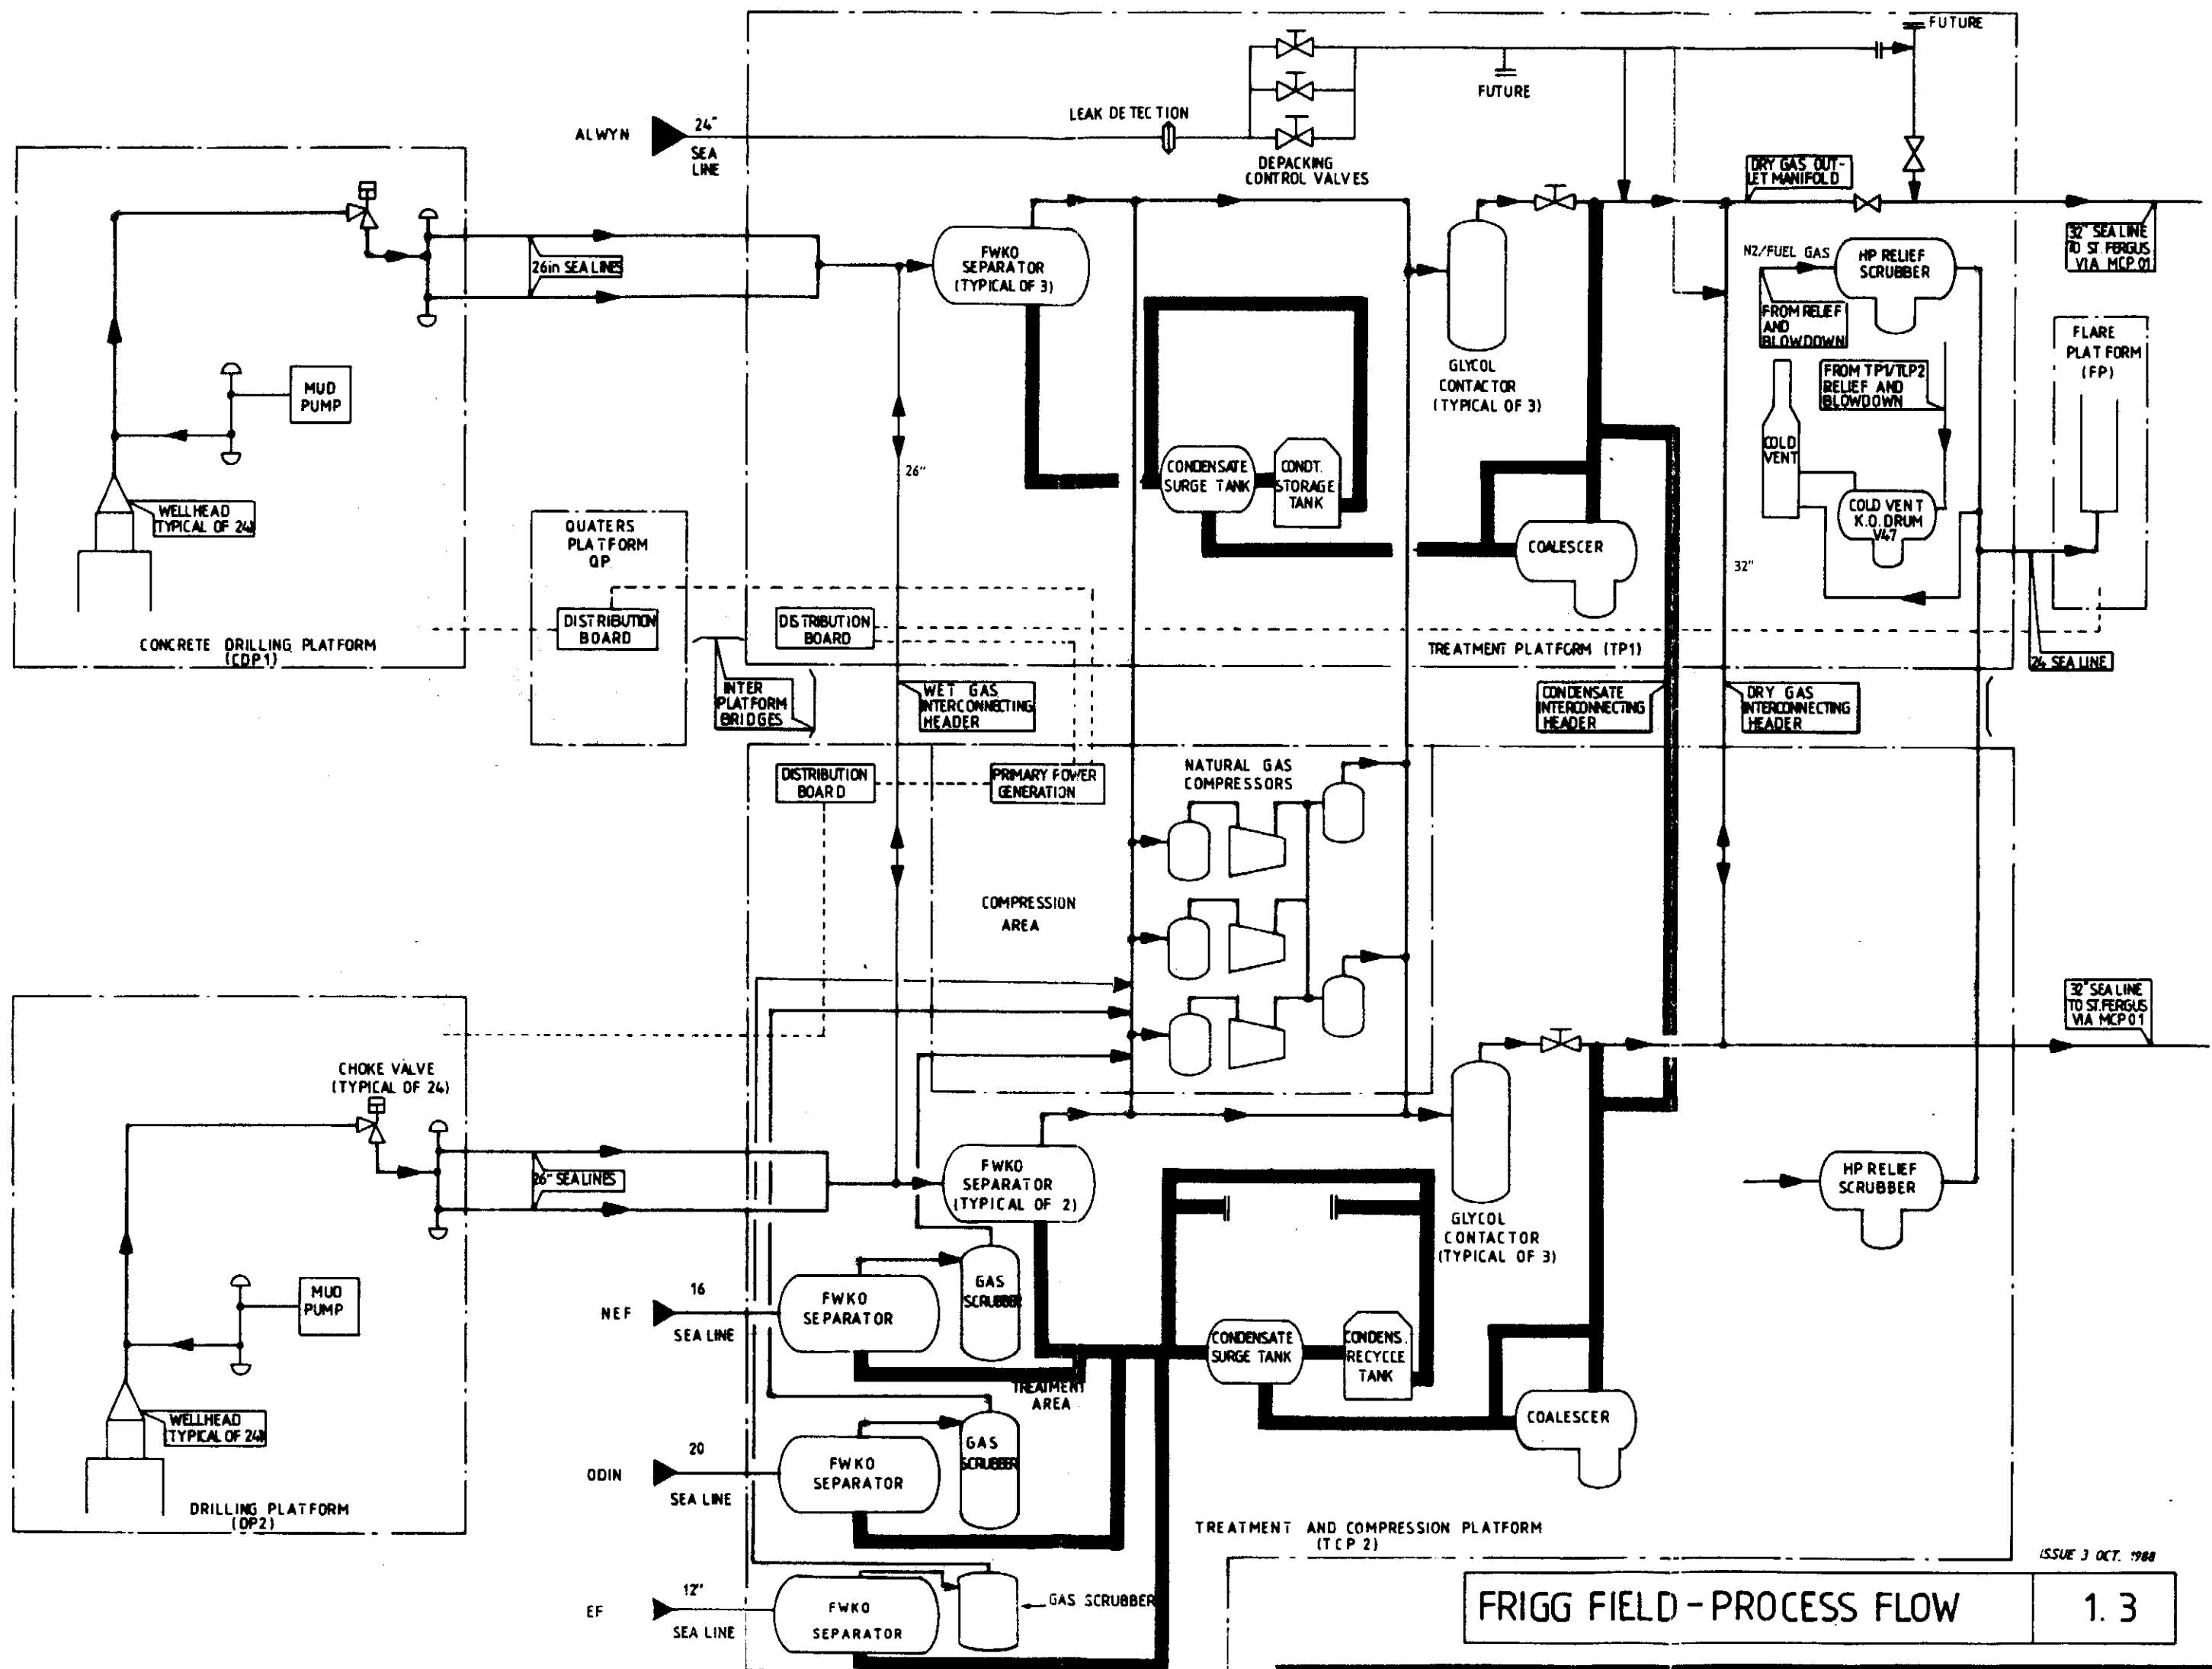 FUTURE
FUTURE
ALWYN
24"
SEA
LINE
LEAK DETECTION
DEPACKING
CONTROL VALVES
DRY GAS OUT-
LET MANIFOLD
32" SEA LINE
TO ST. FERGUS
VIA MCP 01
26in SEA LINES
FWKO
SEPARATOR
(TYPICAL OF 3)
N2/FUEL GAS
HP RELIEF
SCRUBBER
FROM RELIEF
AND
BLOWDOWN
FLARE
PLATFORM
(FP)
GLYCOL
CONTACTOR
(TYPICAL OF 3)
FROM TP1/TCP2
RELIEF AND
BLOWDOWN
MUD
PUMP
COLD
VENT
26"
CONDENSATE
SURGE TANK
CONDT.
STORAGE
TANK
COLD VENT
K.O. DRUM
V47
WELLHEAD
(TYPICAL OF 24)
QUATERS
PLATFORM
QP
COALESCER
32"
DISTRIBUTION
BOARD
DISTRIBUTION
BOARD
CONCRETE DRILLING PLATFORM
(CDP1)
TREATMENT PLATFORM (TP1)
24 SEA LINE
INTER
PLATFORM
BRIDGES
WET GAS
INTERCONNECTING
HEADER
CONDENSATE
INTERCONNECTING
HEADER
DRY GAS
INTERCONNECTING
HEADER
DISTRIBUTION
BOARD
PRIMARY POWER
GENERATION
NATURAL GAS
COMPRESSORS
COMPRESSION
AREA
32" SEA LINE
TO ST.FERGUS
VIA MCP 01
CHOKE VALVE
(TYPICAL OF 24)
26" SEALINES
FWKO
SEPARATOR
(TYPICAL OF 2)
HP RELIEF
SCRUBBER
GLYCOL
CONTACTOR
(TYPICAL OF 3)
MUD
PUMP
NEF
16
SEA LINE
FWKO
SEPARATOR
GAS
SCRUBBER
CONDENSATE
SURGE TANK
CONDENS.
RECYCLE
TANK
TREATMENT
AREA
WELLHEAD
(TYPICAL OF 24)
COALESCER
ODIN
20
SEA LINE
FWKO
SEPARATOR
GAS
SCRUBBER
DRILLING PLATFORM
(DP2)
TREATMENT AND COMPRESSION PLATFORM
(TCP 2)
EF
12"
SEA LINE
FWKO
SEPARATOR
GAS SCRUBBER
ISSUE 3 OCT. 1988
FRIGG FIELD - PROCESS FLOW
1. 3